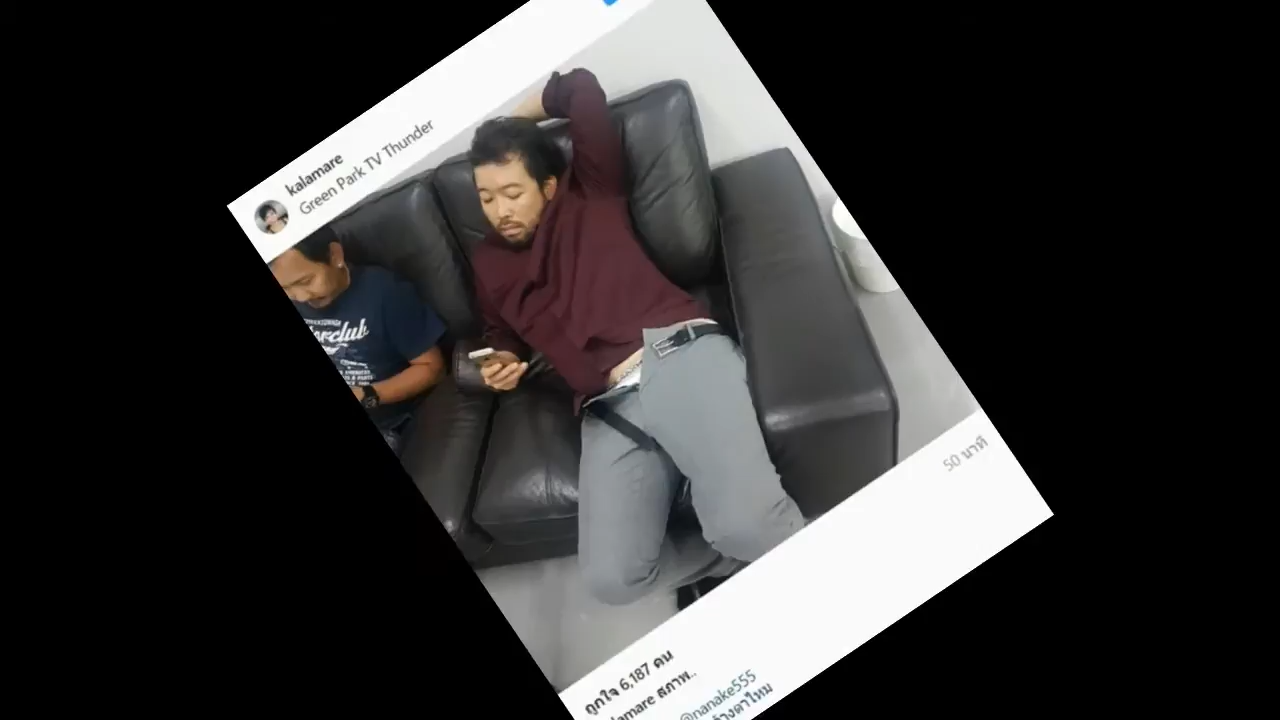 kalamare
Green Park TV Thunder
50 นาที
ถูกใจ 6,187 คน
สภาพ..
@nanake555